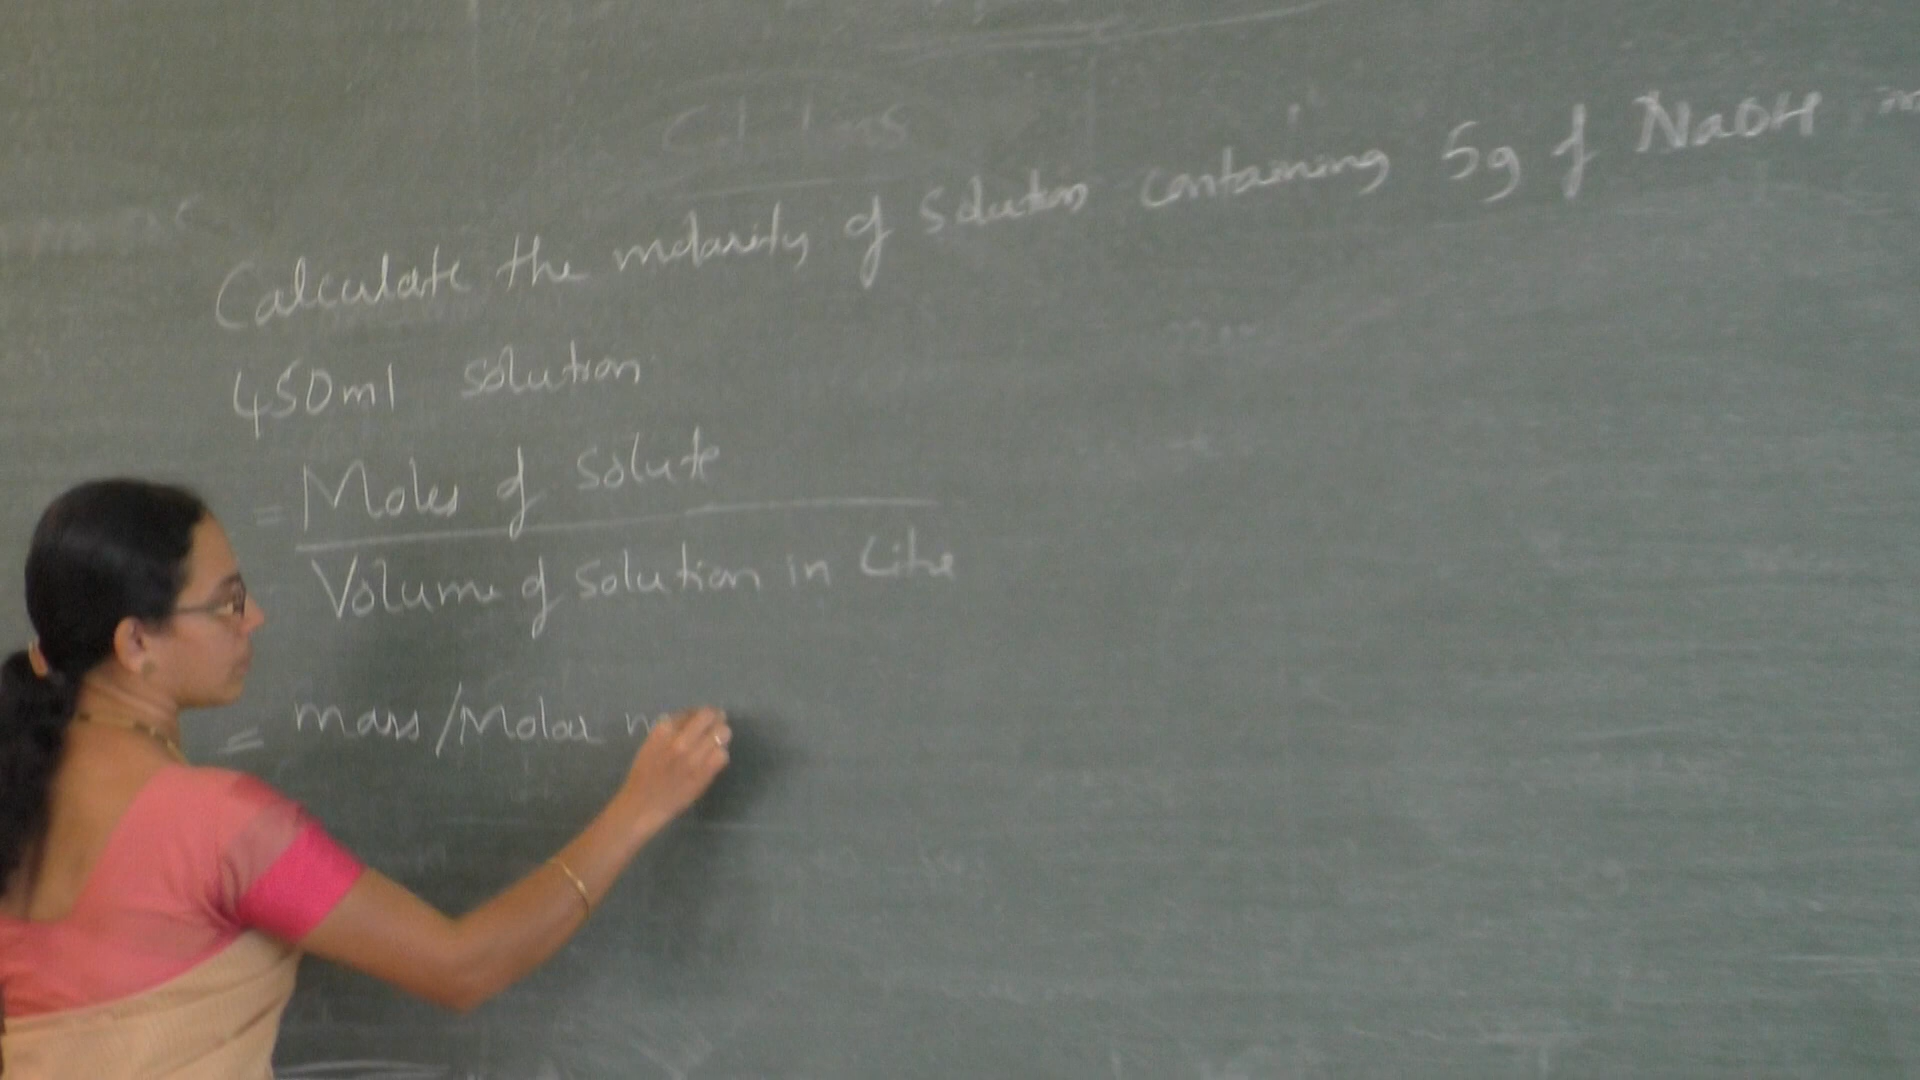 Calculate the molarity of solution containing 5g of NaOH in
450ml solution
= Moles of solute
Volume of solution in Litre
= mass/Molar